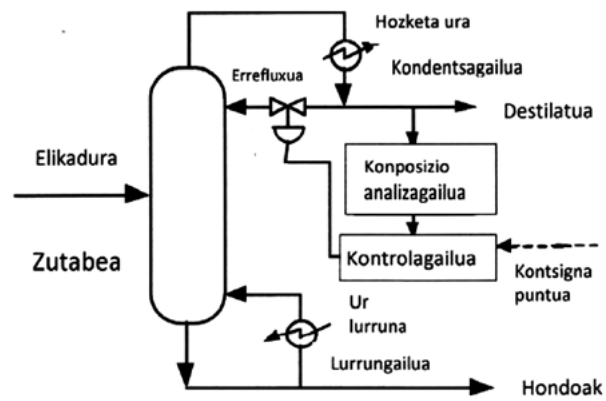 Hozketa ura
Kondentsagailua
Errefluxua
Destilatua
Elikadura
Konposizio
analizagailua
Zutabea
Kontrolagailua
Kontsigna
puntua
Ur
lurruna
Lurrungailua
Hondoak